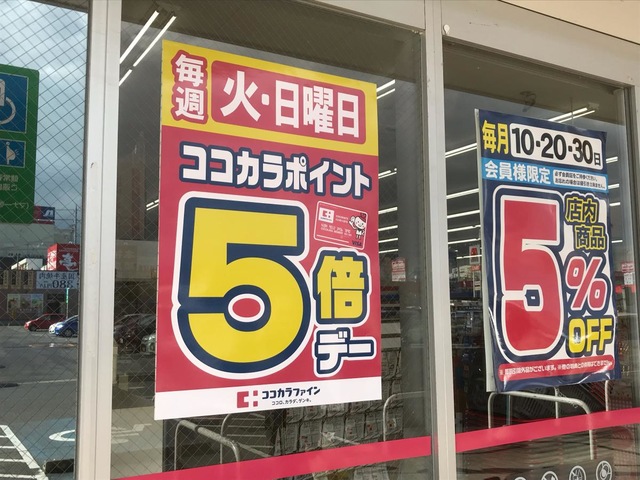 毎週
火・日曜日
ココカラポイント
5倍
デー
ココカラファイン
ココロ、カラダ、ゲンキ。
毎月10・20・30日
会員様限定
店内
商品
5%
OFF